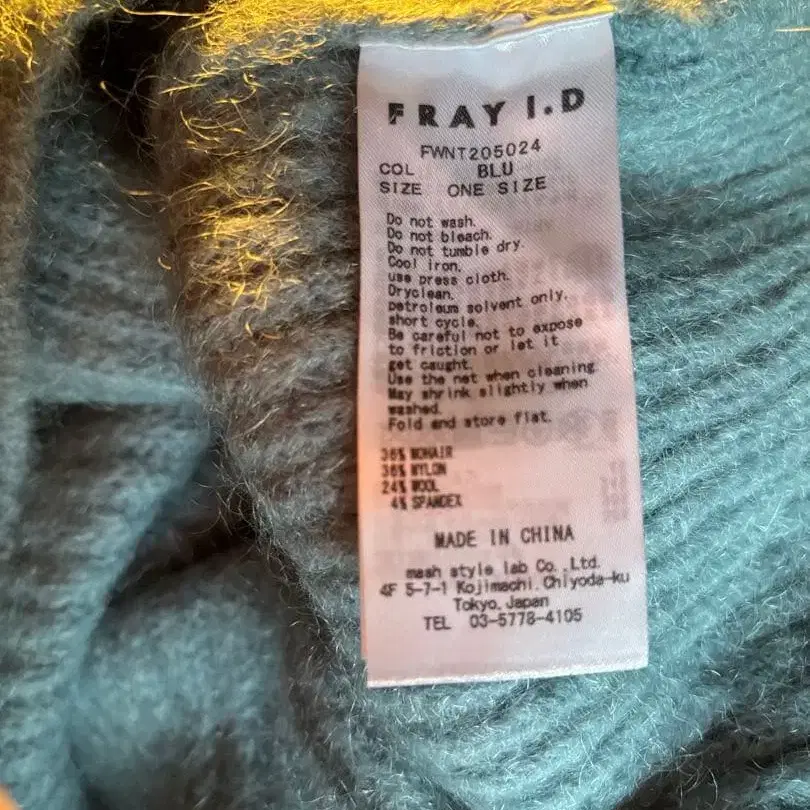 FRAY I.D
FWNT205024
COL BLU
SIZE ONE SIZE
Do not wash.
Do not bleach.
Do not tumble dry.
Cool iron.
use press cloth.
Dryclean.
petroleum solvent only.
short cycle.
Be careful not to expose
to friction or let it
get caught.
Use the net when cleaning.
May shrink slightly when
washed.
Fold and store flat.
36% MOHAIR
36% NYLON
24% WOOL
4% SPANDEX
MADE IN CHINA
mash style lab Co.,Ltd.
4F 5-7-1 Kojimachi.Chiyoda-ku
Tokyo.Japan
TEL 03-5778-4105